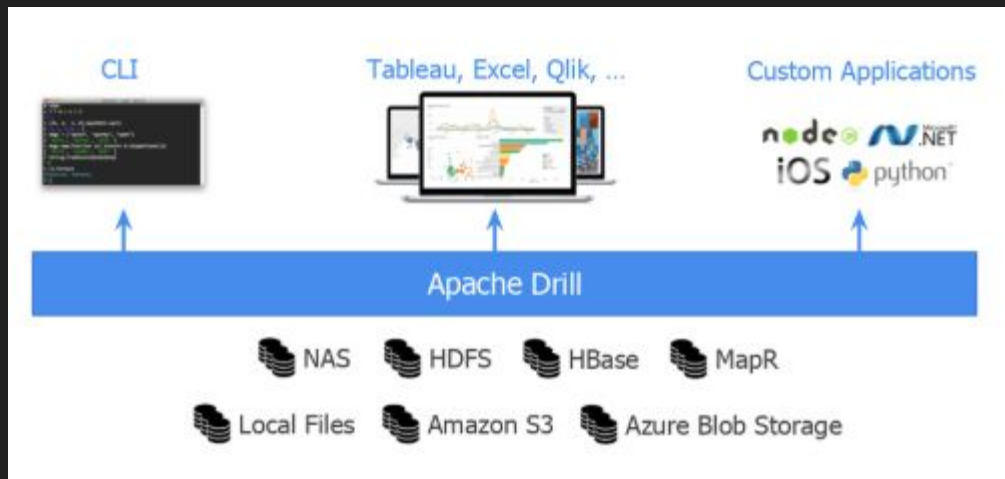 CLI
Tableau, Excel, Qlik, ...
Custom Applications
node
Microsoft
.NET
iOS
python
Apache Drill
NAS
HDFS
HBase
MapR
Local Files
Amazon S3
Azure Blob Storage